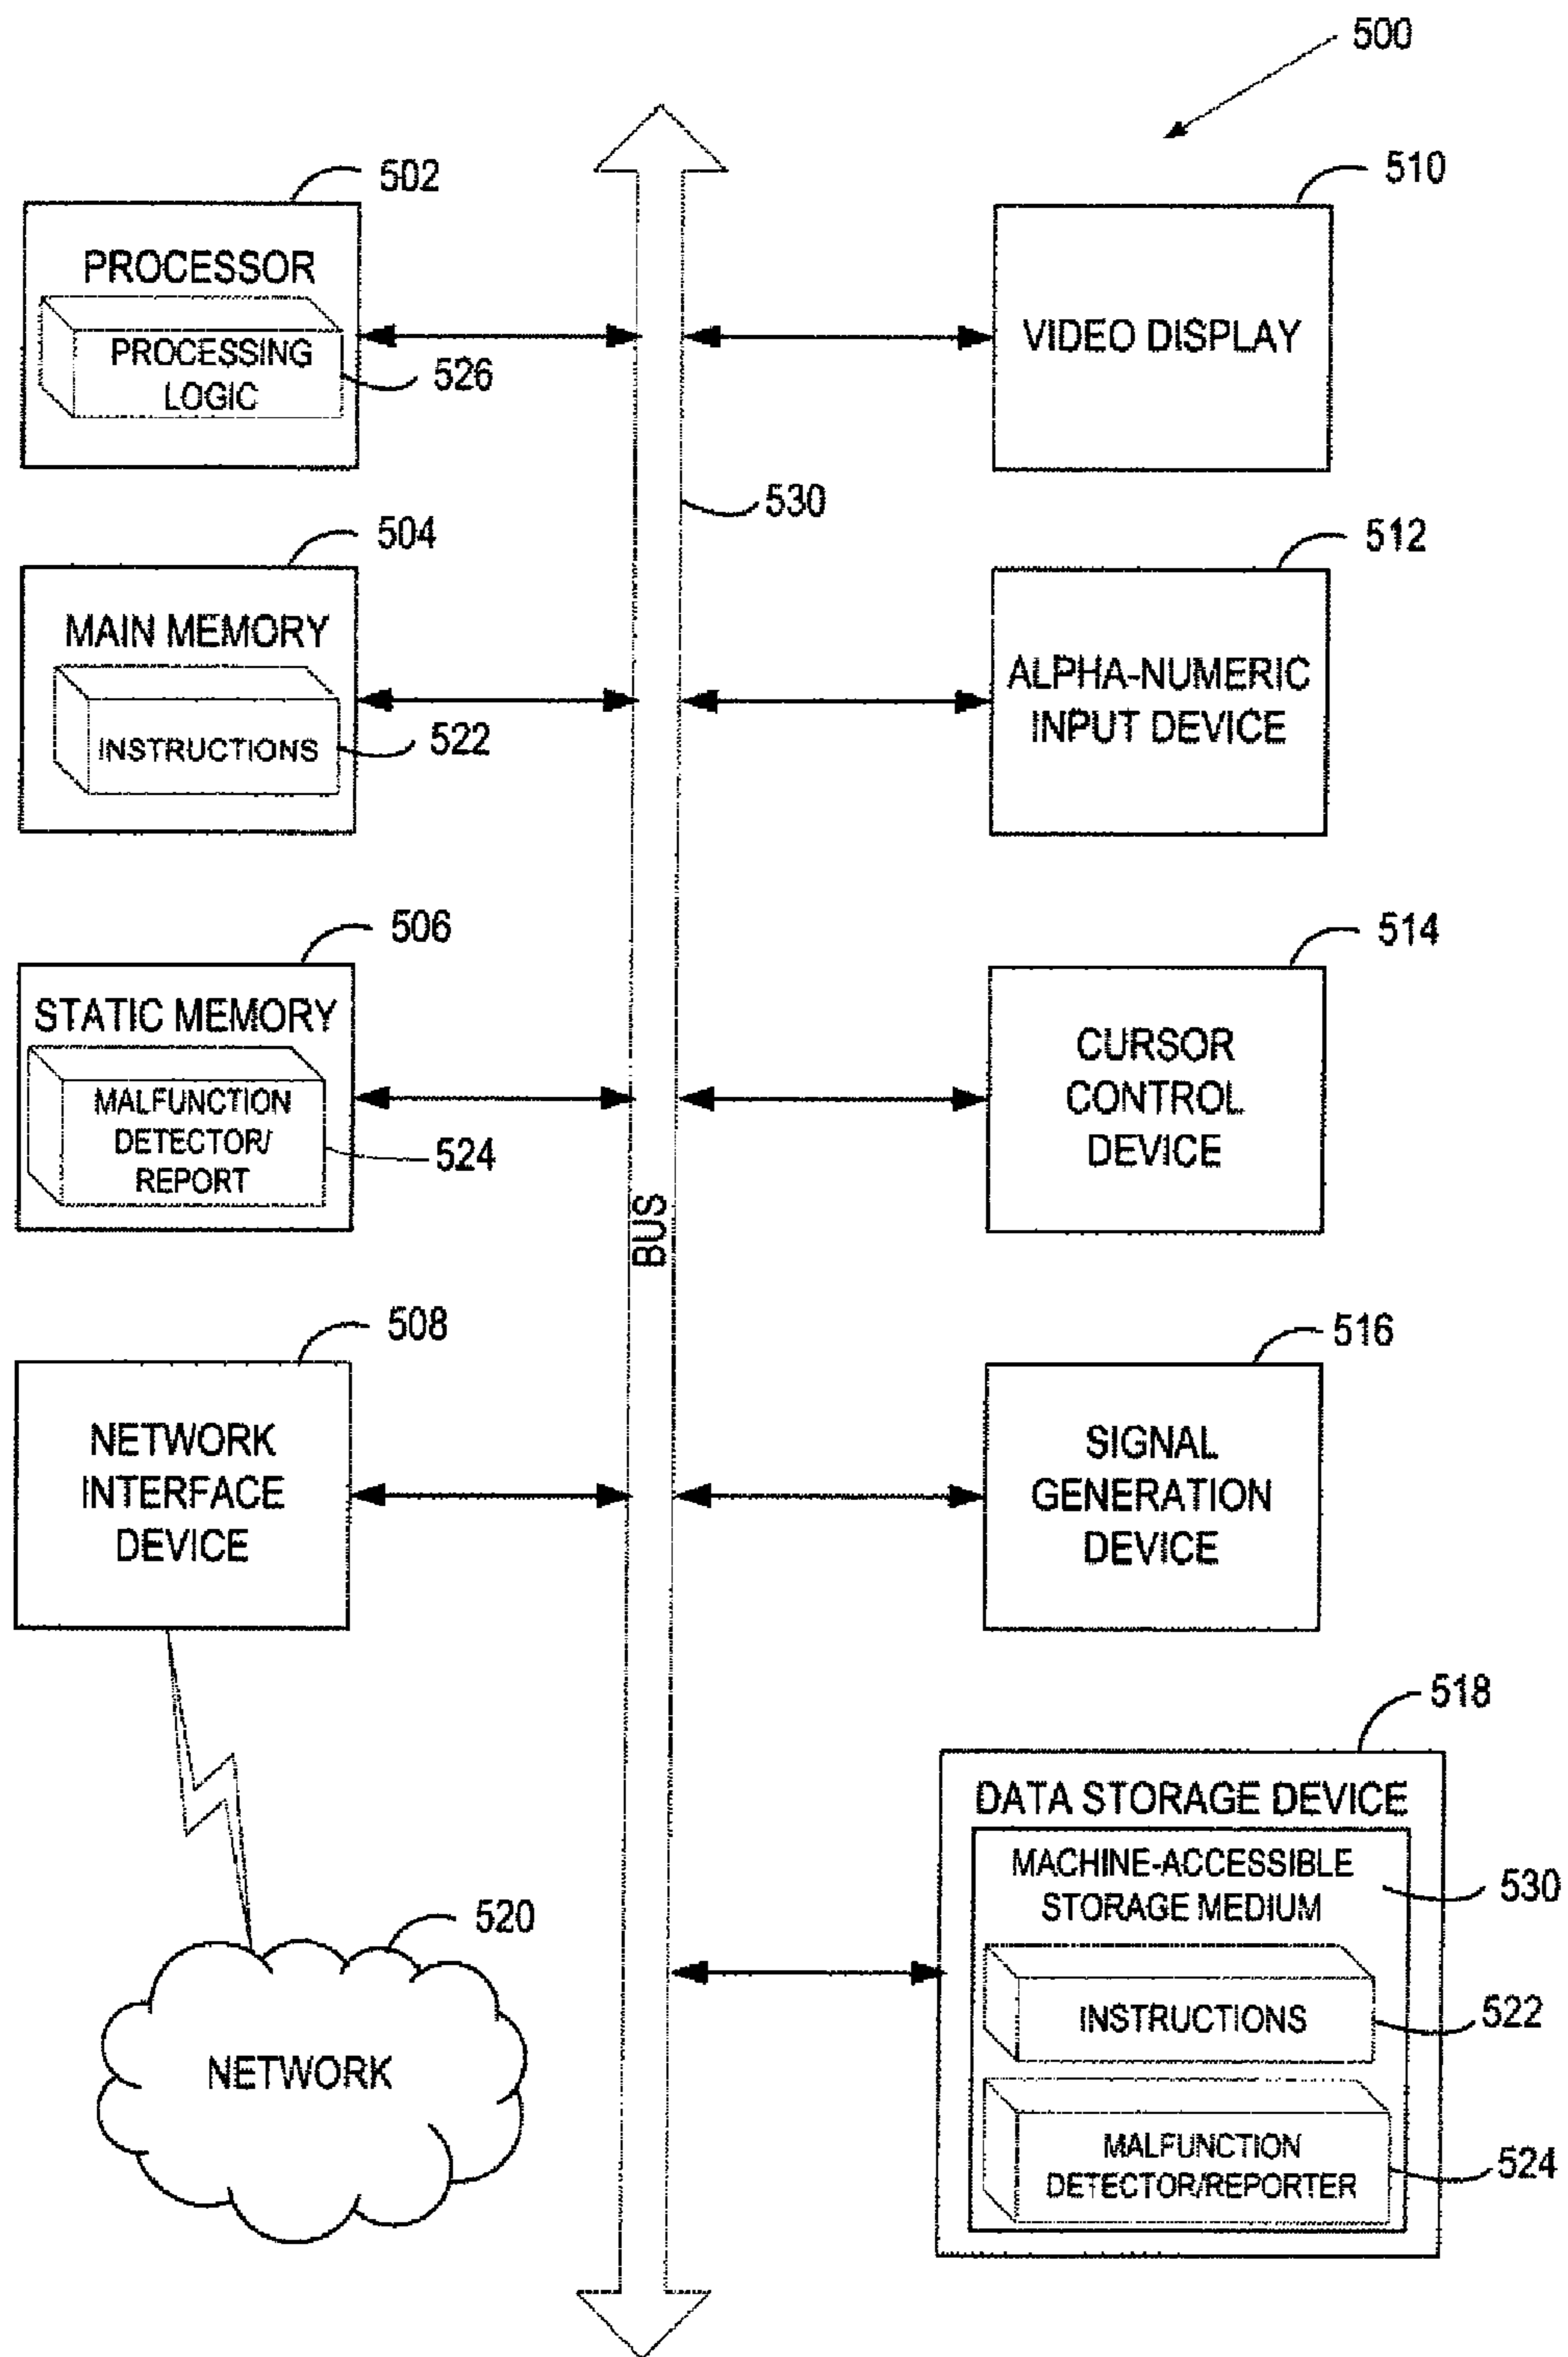 500
502
PROCESSOR
PROCESSING
LOGIC
526
510
VIDEO DISPLAY
530
504
MAIN MEMORY
INSTRUCTIONS
522
512
ALPHA-NUMERIC
INPUT DEVICE
506
STATIC MEMORY
MALFUNCTION
DETECTOR/
REPORT
524
514
CURSOR
CONTROL
DEVICE
BUS
508
NETWORK
INTERFACE
DEVICE
516
SIGNAL
GENERATION
DEVICE
518
DATA STORAGE DEVICE
MACHINE-ACCESSIBLE
STORAGE MEDIUM
530
INSTRUCTIONS
522
MALFUNCTION
DETECTOR/REPORTER
524
520
NETWORK